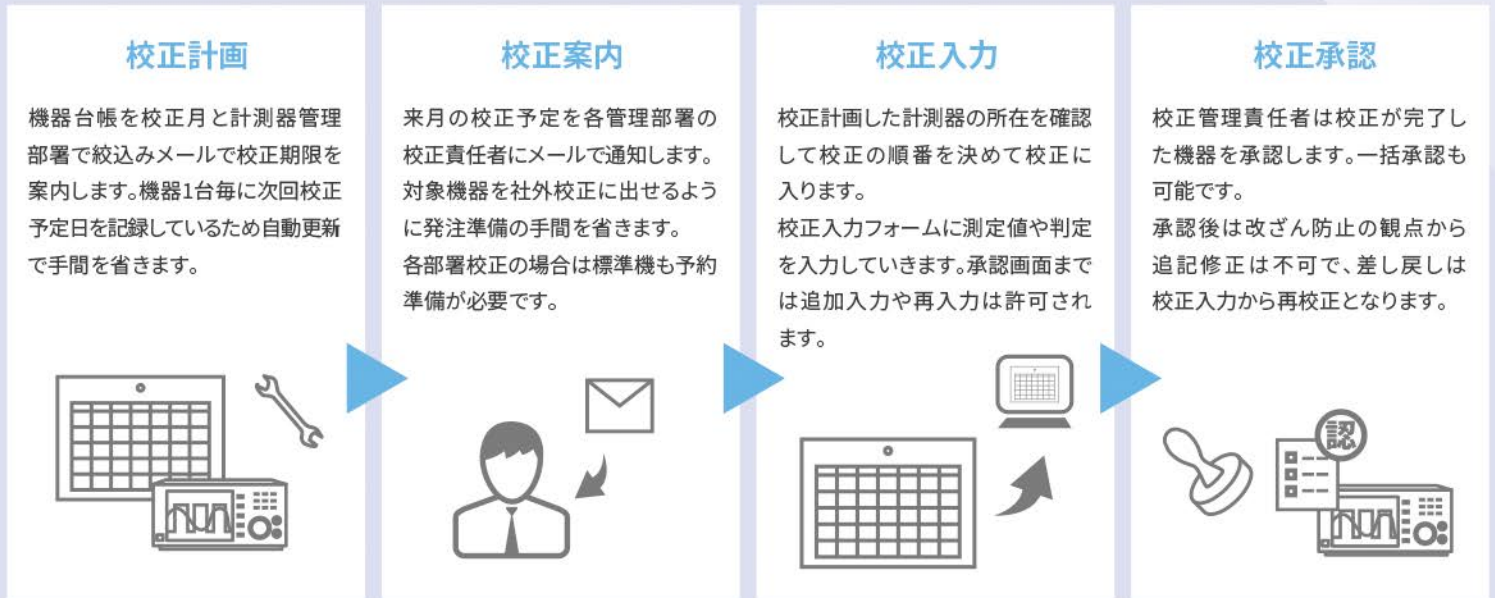 校正計画
機器台帳を校正月と計測器管理
部署で絞込みメールで校正期限を
案内します。機器1台毎に次回校正
予定日を記録しているため自動更新
で手間を省きます。
校正案内
来月の校正予定を各管理部署の
校正責任者にメールで通知します。
対象機器を社外校正に出せるよう
に発注準備の手間を省きます。
各部署校正の場合は標準機も予約
準備が必要です。
校正入力
校正計画した計測器の所在を確認
して校正の順番を決めて校正に
入ります。
校正入力フォームに測定値や判定
を入力していきます。承認画面まで
は追加入力や再入力は許可され
ます。
校正承認
校正管理責任者は校正が完了し
た機器を承認します。一括承認も
可能です。
承認後は改ざん防止の観点から
追記修正は不可で、差し戻しは
校正入力から再校正となります。
認